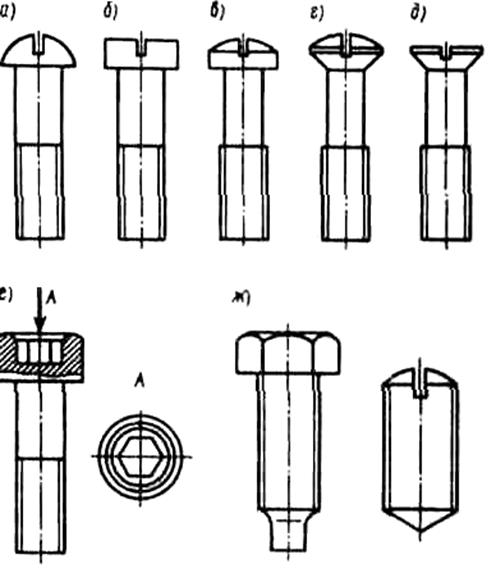 а) б) в) г) д)
е) А А ж)